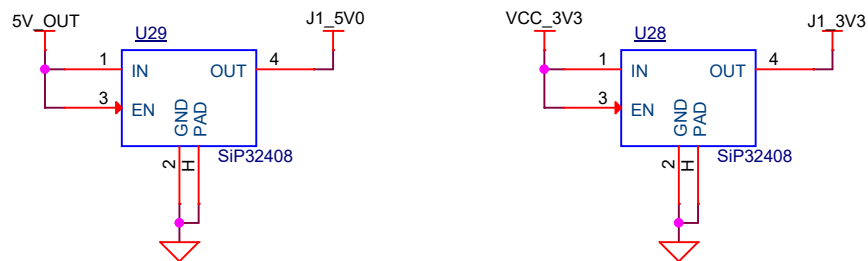 5V_OUT
U29
J1_5V0
1
IN
OUT
4
3
EN
GND
PAD
2
H
SiP32408
VCC_3V3
U28
J1_3V3
1
IN
OUT
4
3
EN
GND
PAD
2
H
SiP32408